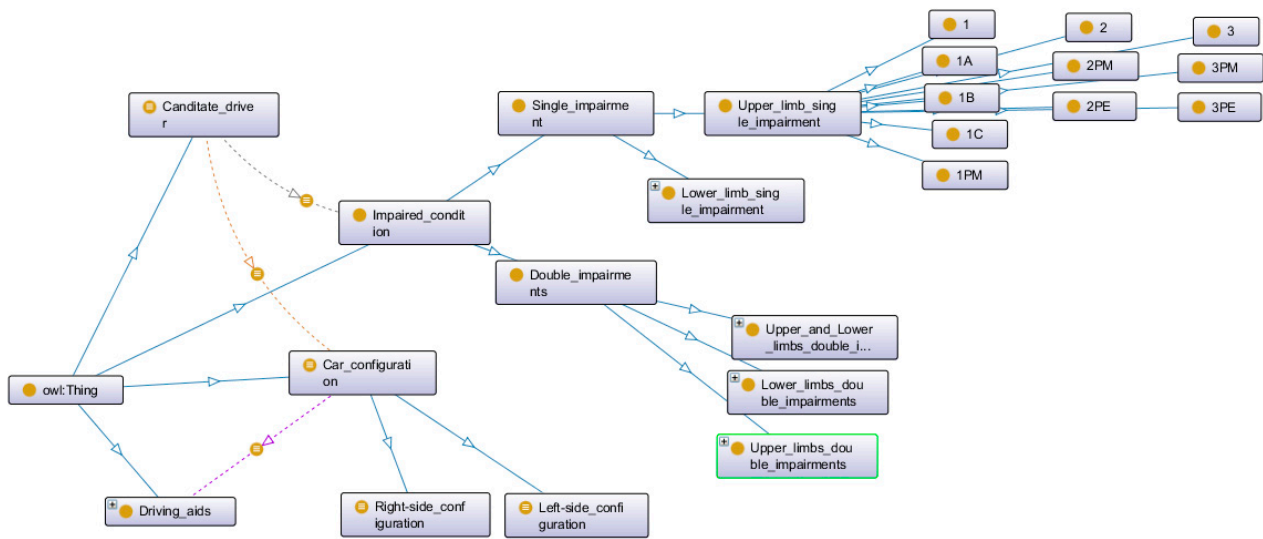 1
2
3
1A
2PM
3PM
Canditate_drive
r
Single_impairme
nt
Upper_limb_sing
le_impairment
1B
2PE
3PE
1C
1PM
Lower_limb_sing
le_impairment
Impaired_condit
ion
Double_impairme
nts
Upper_and_Lower
_limbs_double_i...
Car_configurati
on
owl:Thing
Lower_limbs_dou
ble_impairments
Upper_limbs_dou
ble_impairments
Driving_aids
Right-side_conf
iguration
Left-side_confi
guration